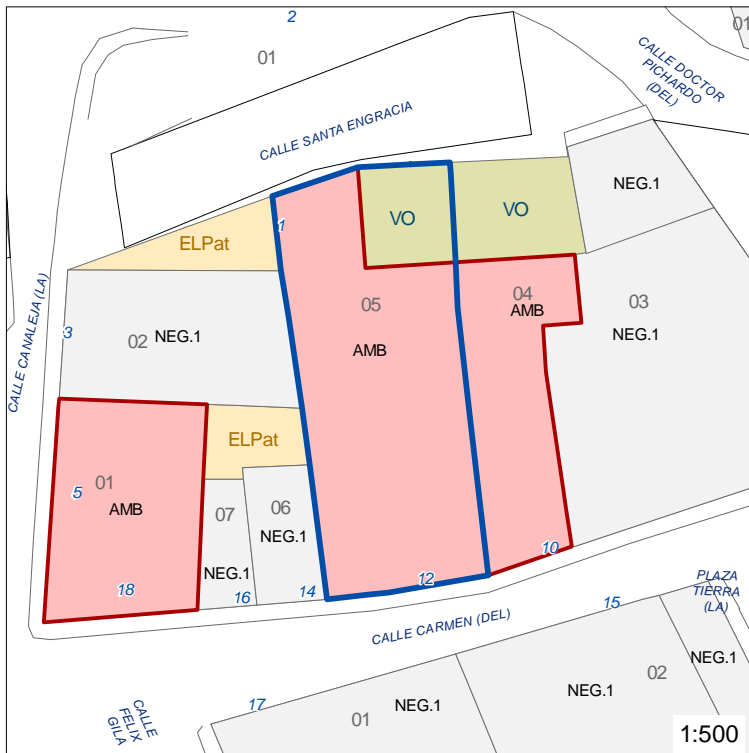 2
01
01
CALLE DOCTOR
PICHARDO
(DEL)
CALLE SANTA ENGRACIA
NEG.1
VO
VO
1
ELPat
05
04
AMB
03
NEG.1
AMB
CALLE CANALEJA (LA)
3
02
NEG.1
ELPat
01
5
AMB
18
07
NEG.1
16
06
NEG.1
14
12
10
CALLE CARMEN (DEL)
15
PLAZA
TIERRA
(LA)
NEG.1
02
NEG.1
17
01
NEG.1
CALLE
FELIX
GILA
1:500